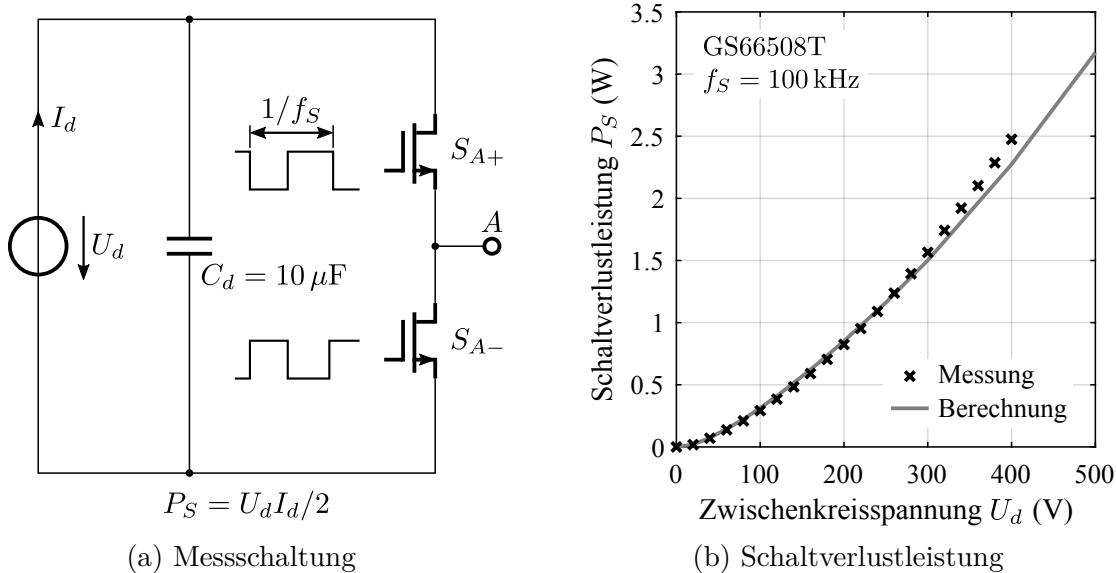 I_d
U_d
C_d = 10 μF
1/f_S
S_{A+}
A
S_{A−}
P_S = U_d I_d/2
(a) Messschaltung
Schaltverlustleistung P_S (W)
3.5
3
2.5
2
1.5
1
0.5
0
GS66508T
f_S = 100 kHz
Messung
Berechnung
0 100 200 300 400 500
Zwischenkreisspannung U_d (V)
(b) Schaltverlustleistung